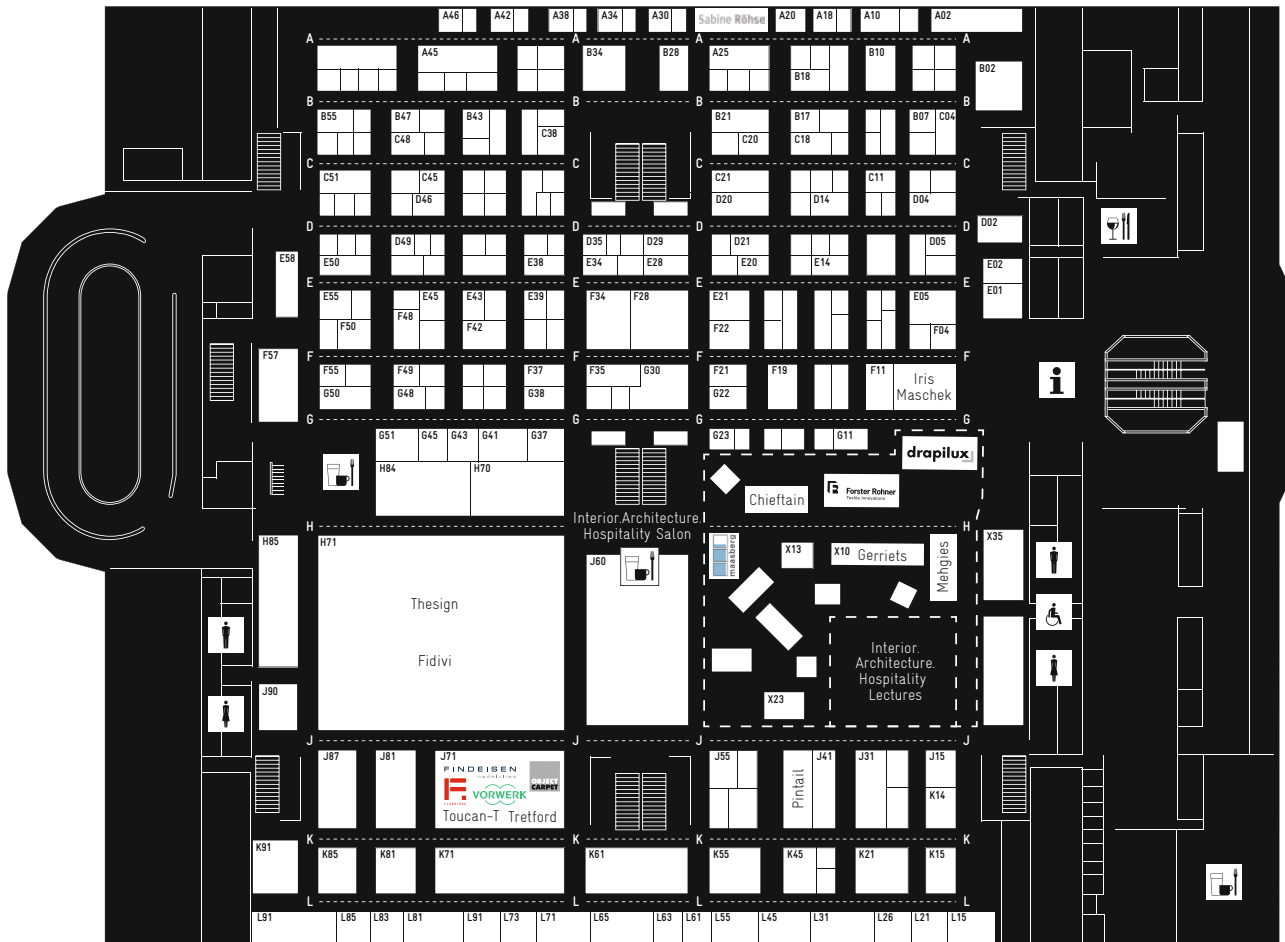 A46 A42 A38 A34 A30 Sabine Röhse A20 A18 A10 A02
A A A A
A45 B34 B28 A25 B18 B10 B02
B B B B
B55 B47 B43 B21 B17 B07 C04
C48 C38 C20 C18
C C C C
C51 C45 C21 C11
D46 D20 D14 D04
D D D D
D02
D49 D35 D29 D21 D05
E58 E50 E38 E34 E28 E20 E14 E02
E E E E
E01
E55 E45 E43 E39 F34 F28 E21 E05
F50 F48 F42 F22 F04
F F F F
F57 F55 F49 F37 F35 G30 F21 F19 F11 Iris
Maschek
G50 G48 G38 G22
G G G G
G51 G45 G43 G41 G37 G23 G11
drapilux
H84 H70
Forster Rohner
Textile Innovations
Chieftain
Interior.Architecture.
Hospitality Salon
H H H H
H85 H71 J60 maasberg X13 X10 Gerriets Mehgies X35
Thesign
Fidivi
Interior.
Architecture.
Hospitality
Lectures
J90 X23
J J J J
J87 J81 J71 J55 Pintail J41 J31 J15
FINDEISEN
OBJECT
CARPET
VORWERK
K14
Toucan-T Tretford
K K K K
K91 K85 K81 K71 K61 K55 K45 K21 K15
L L L L
L91 L85 L83 L81 L91 L73 L71 L65 L63 L61 L55 L45 L31 L26 L21 L15